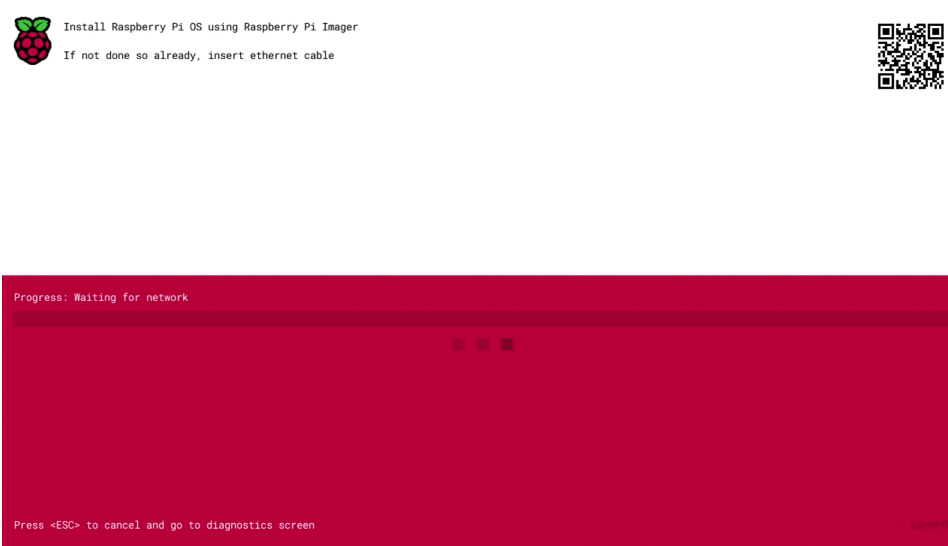 Install Raspberry Pi OS using Raspberry Pi Imager
If not done so already, insert ethernet cable
Progress: Waiting for network
Press <ESC> to cancel and go to diagnostics screen